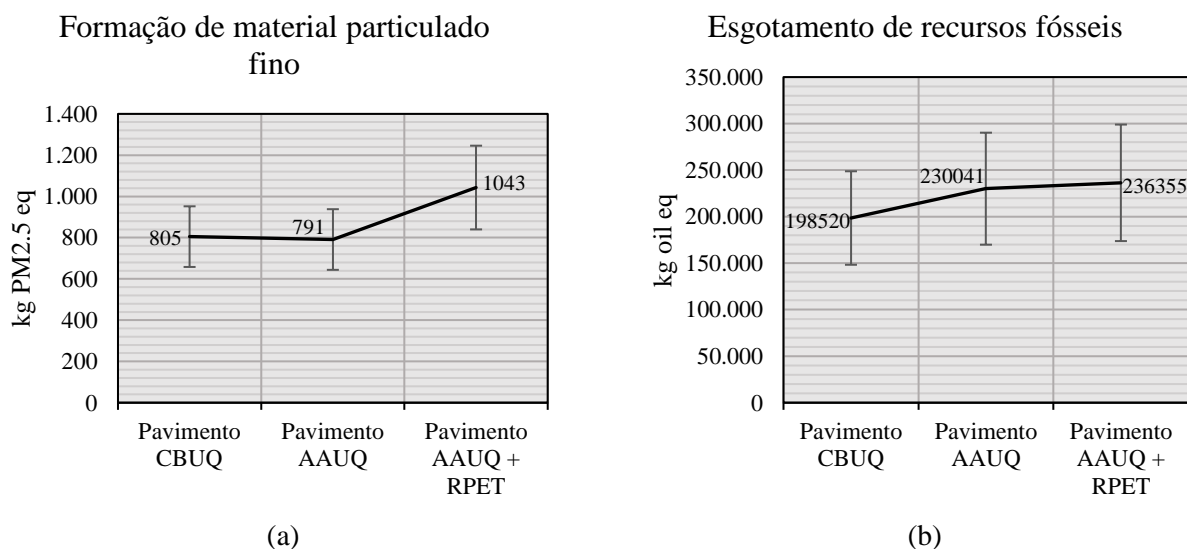 Formação de material particulado
fino
kg PM2.5 eq
1.400
1.200
1.000
800
600
400
200
0
805
791
1043
Pavimento
CBUQ
Pavimento
AAUQ
Pavimento
AAUQ +
RPET
(a)
Esgotamento de recursos fósseis
kg oil eq
350.000
300.000
250.000
200.000
150.000
100.000
50.000
0
198520
230041
236355
Pavimento
CBUQ
Pavimento
AAUQ
Pavimento
AAUQ +
RPET
(b)